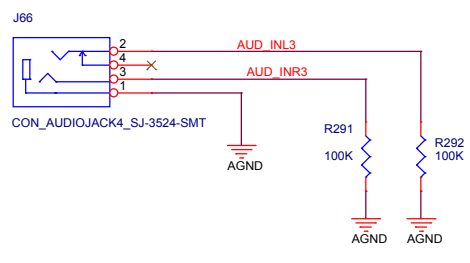 J66
2
AUD_INL3
4
3
AUD_INR3
1
CON_AUDIOJACK4_SJ-3524-SMT
AGND
R291
100K
R292
100K
AGND
AGND